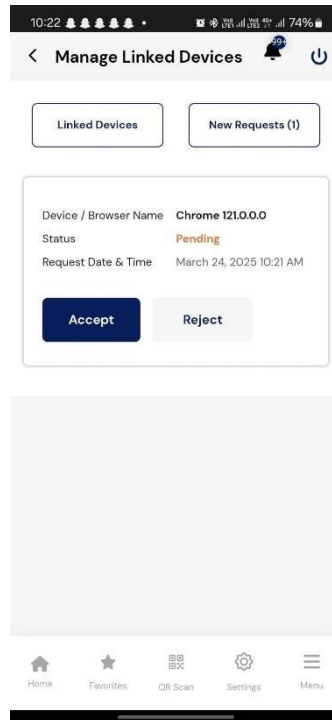 10:22
74%
Manage Linked Devices
99+
Linked Devices
New Requests (1)
Device / Browser Name Chrome 121.0.0.0
Status Pending
Request Date & Time March 24, 2025 10:21 AM
Accept Reject
Home Favorites QR Scan Settings Menu